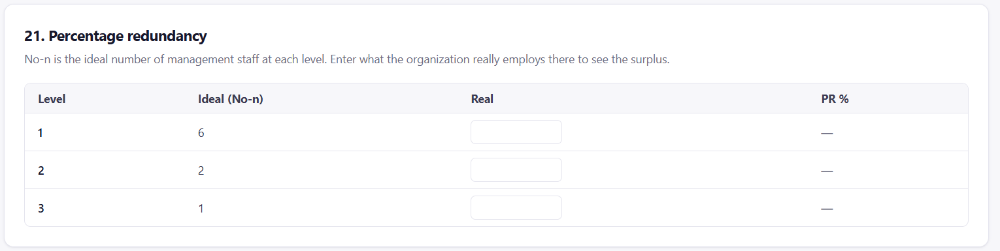 21. Percentage redundancy
No-n is the ideal number of management staff at each level. Enter what the organization really employs there to see the surplus.
Level Ideal (No-n) Real PR %
1 6 —
2 2 —
3 1 —